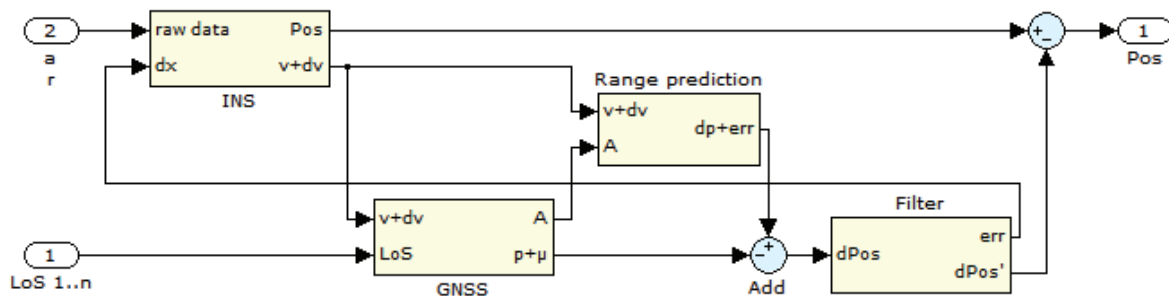 2
a
r
raw data
Pos
dx
v+dv
INS
+
−
1
Pos
Range prediction
v+dv
dp+err
A
v+dv
A
LoS
p+μ
GNSS
1
LoS 1..n
+
−
Add
Filter
err
dPos
dPos'